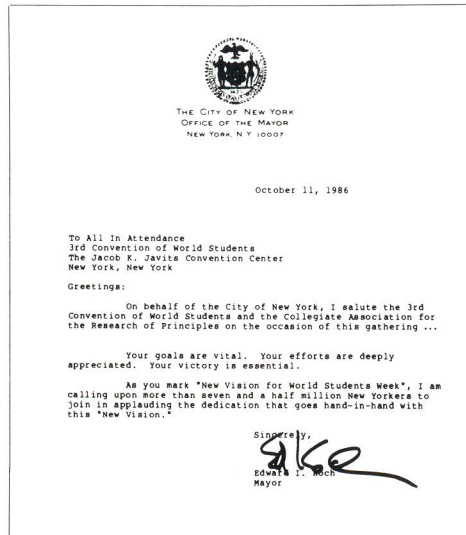 THE CITY OF NEW YORK
OFFICE OF THE MAYOR
NEW YORK, N Y 10007
October 11, 1986
To All In Attendance
3rd Convention of World Students
The Jacob K. Javits Convention Center
New York, New York
Greetings:
On behalf of the City of New York, I salute the 3rd
Convention of World Students and the Collegiate Association for
the Research of Principles on the occasion of this gathering ...
Your goals are vital. Your efforts are deeply
appreciated. Your victory is essential.
As you mark "New Vision for World Students Week", I am
calling upon more than seven and a half million New Yorkers to
join in applauding the dedication that goes hand-in-hand with
this "New Vision."
Sincerely,
Edward I. Koch
Mayor